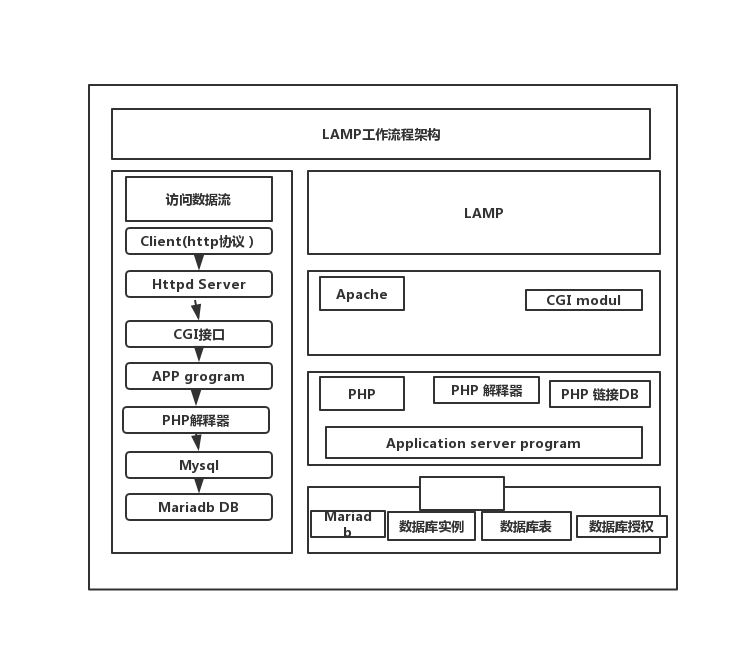 LAMP工作流程架构
访问数据流
Client(http协议 )
Httpd Server
CGI接口
APP grogram
PHP解释器
Mysql
Mariadb DB
LAMP
Apache
CGI modul
PHP
PHP 解释器
PHP 链接DB
Application server program
Mariad
b
数据库实例
数据库表
数据库授权